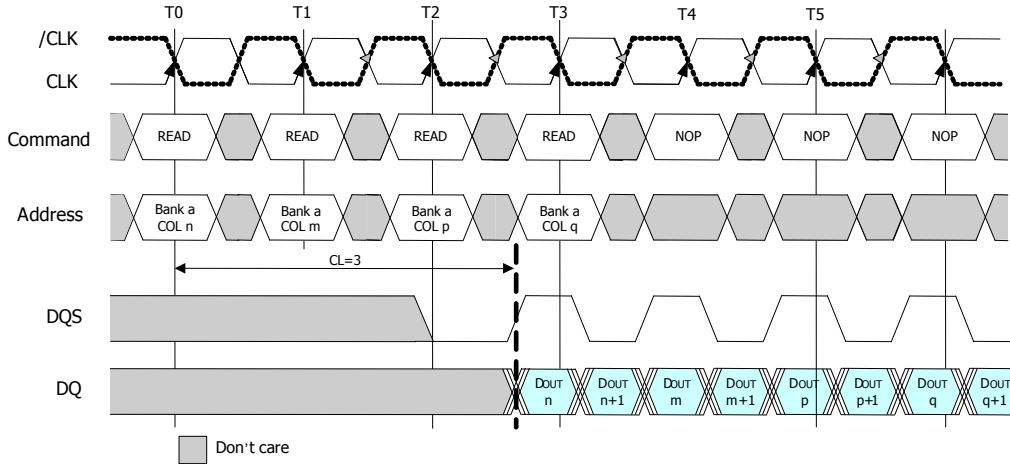 T0 T1 T2 T3 T4 T5
/CLK
CLK
Command READ READ READ READ NOP NOP NOP
Address Bank a Bank a Bank a Bank a
COL n COL m COL p COL q
CL=3
DQS
DQ DOUT DOUT DOUT DOUT DOUT DOUT DOUT DOUT
n n+1 m m+1 p p+1 q q+1
Don't care